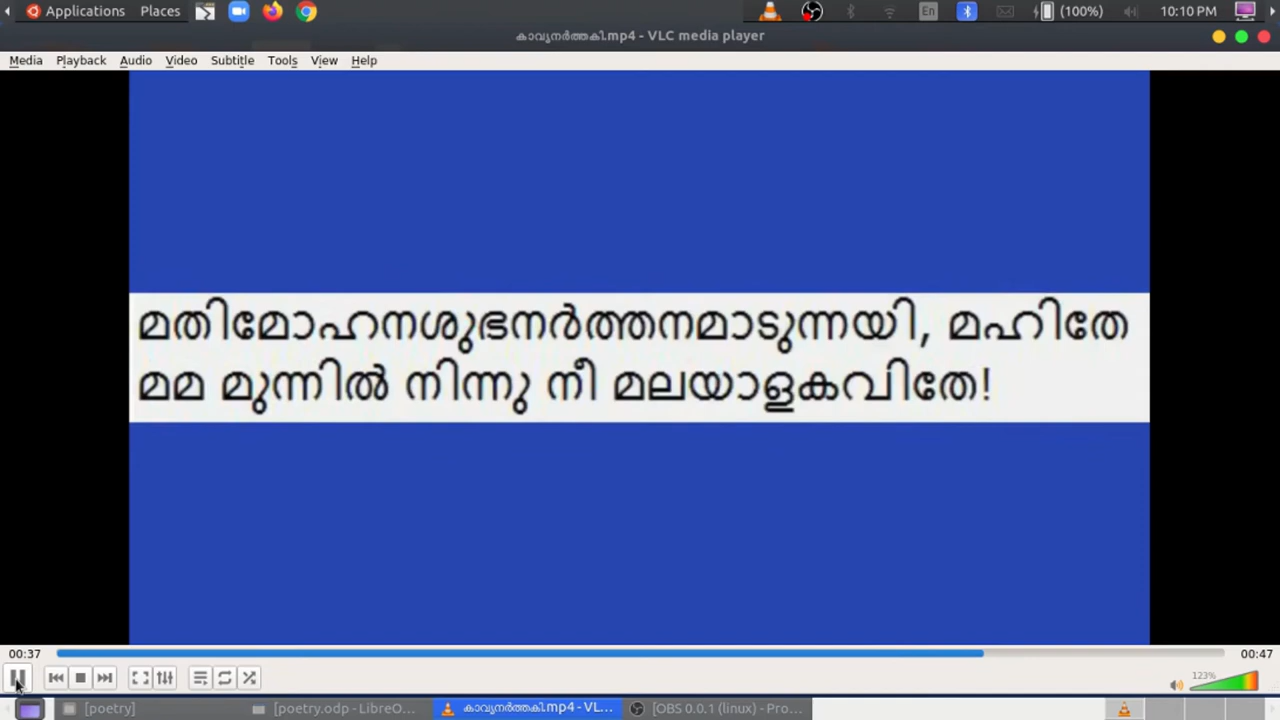 Applications Places En (100%) 10:10 PM
കാവ്യനർത്തകി.mp4 - VLC media player
Media Playback Audio Video Subtitle Tools View Help
മതിമോഹനശുഭനർത്തനമാടുന്നയി, മഹിതേ
മമ മുന്നിൽ നിന്നു നീ മലയാളകവിതേ!
00:37 00:47
123%
[poetry] [poetry.odp - LibreO... കാവ്യനർത്തകി.mp4 - VL... [OBS 0.0.1 (linux) - Pro...